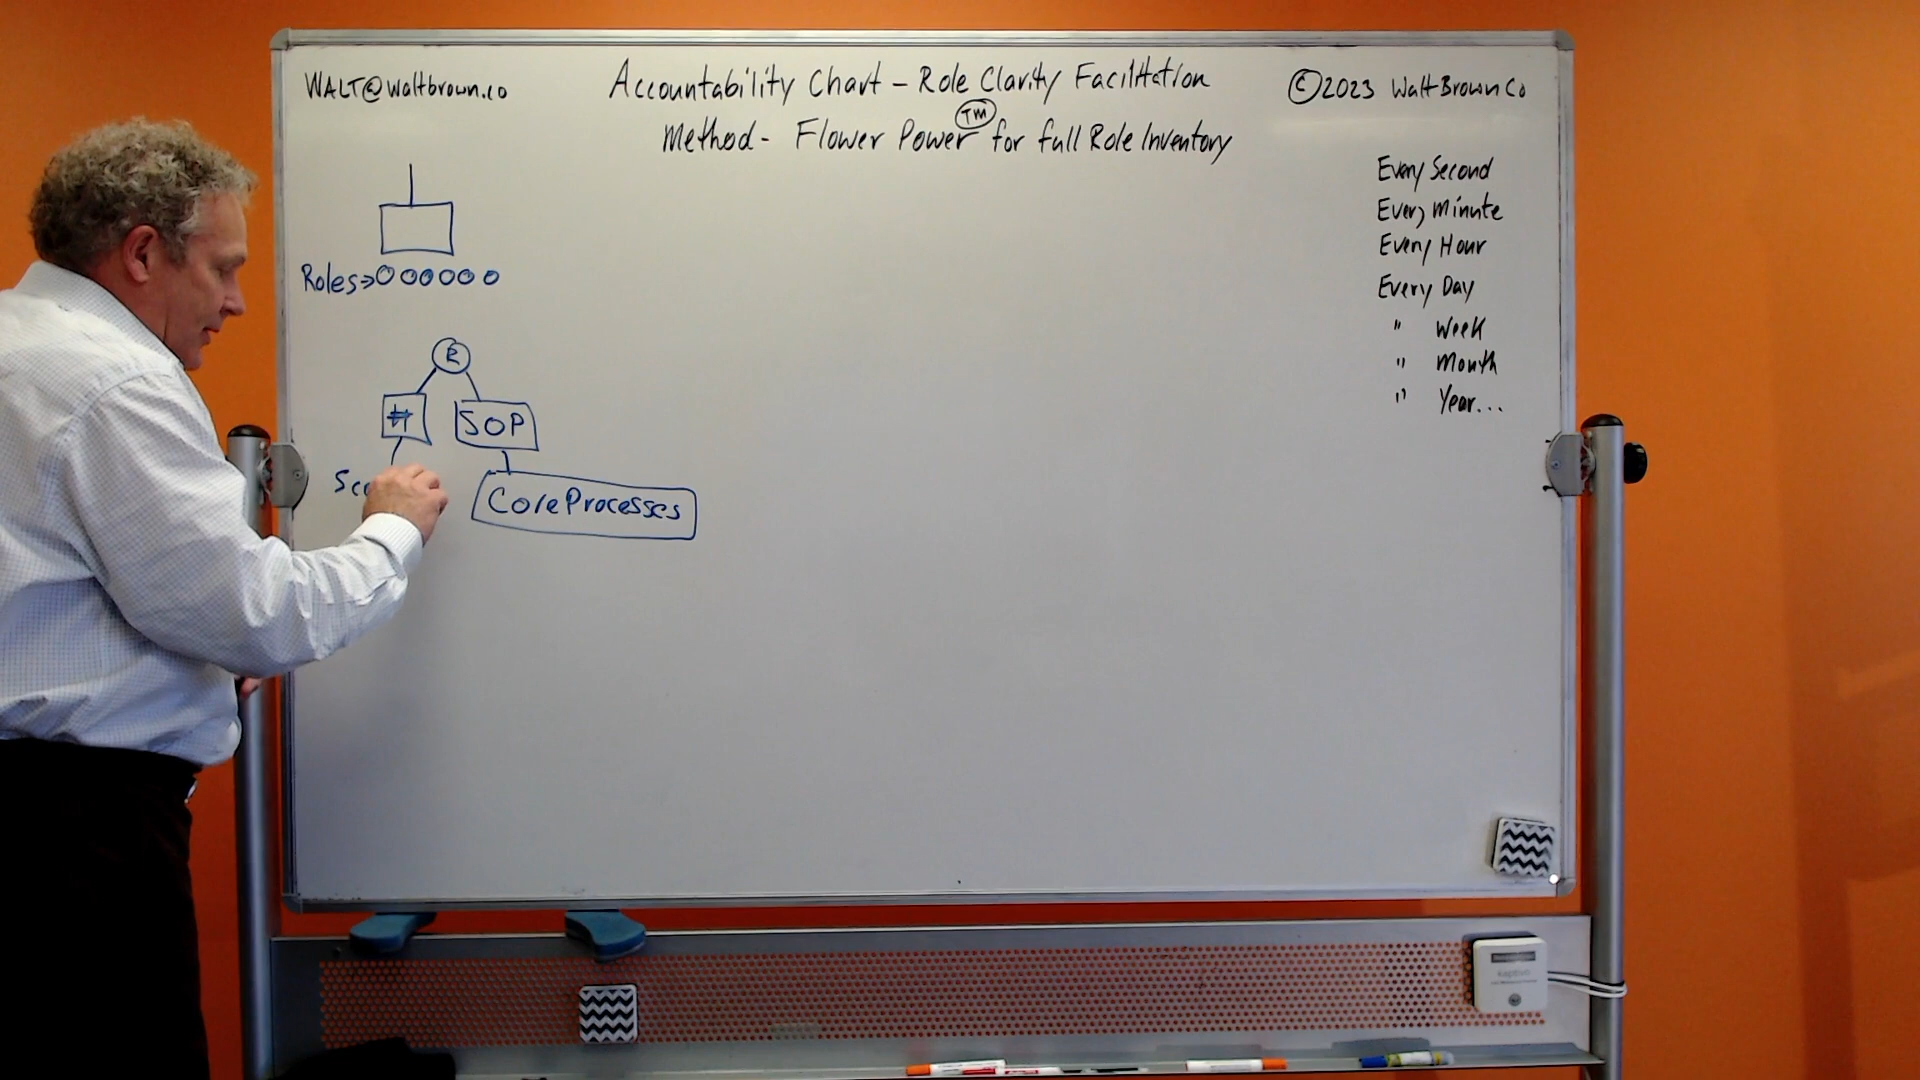 WALT@waltbrown.co
Accountability Chart – Role Clarity Facilitation
Method - Flower Power TM for full Role Inventory
©2023 WaltBrownCo
Every Second
Every Minute
Every Hour
Every Day
" Week
" Month
" Year...
Roles
R
#
SOP
Core Processes